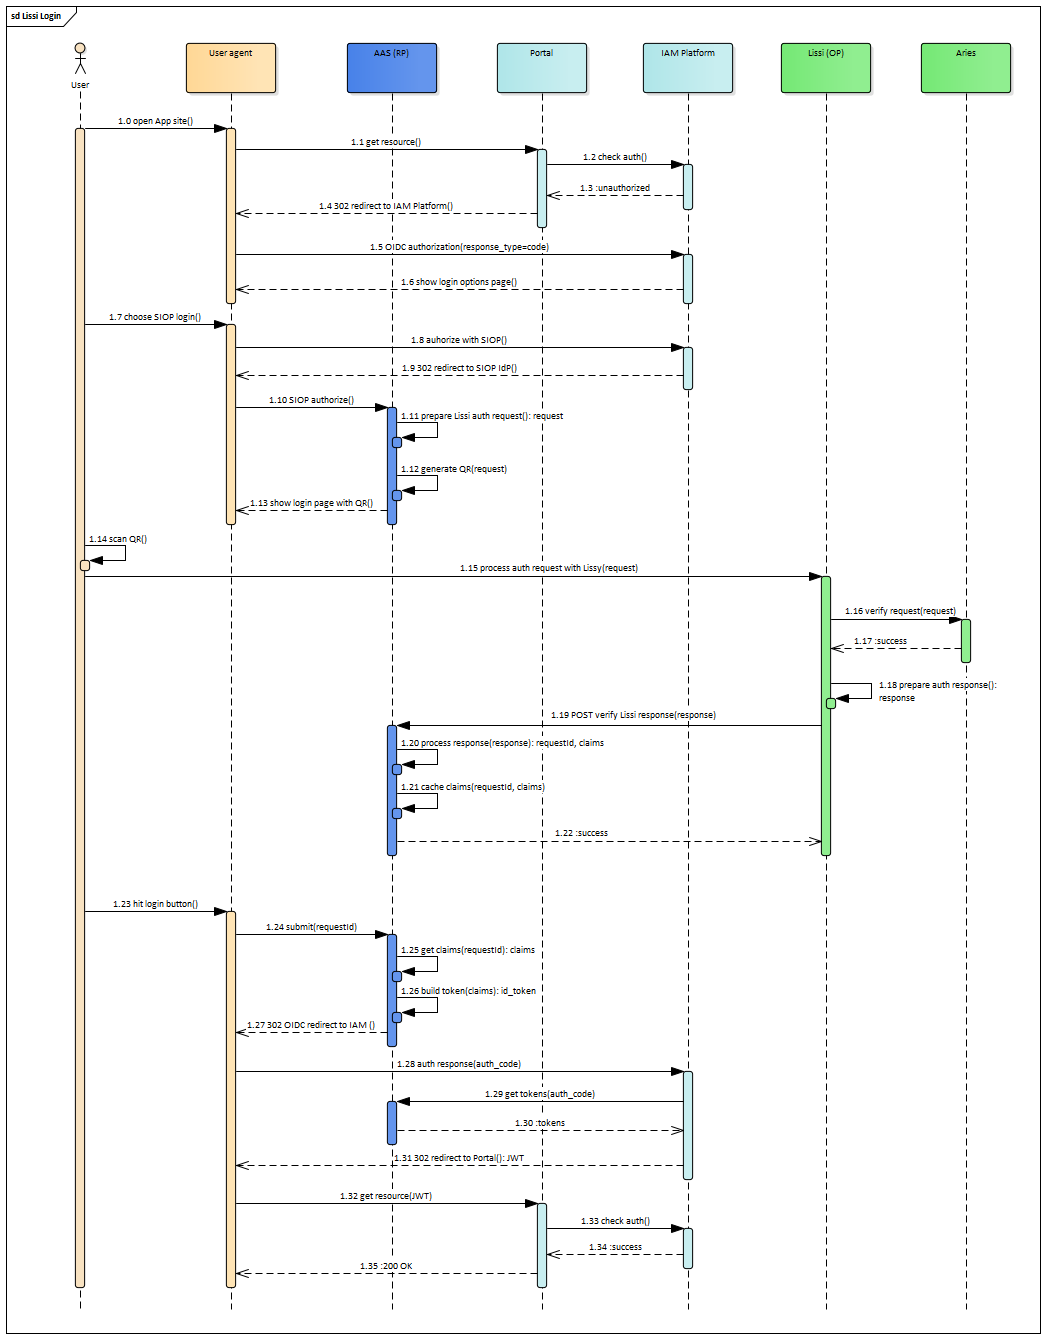 sd Lissi Login
User
User agent
AAS (RP)
Portal
IAM Platform
Lissi (OP)
Aries
1.0 open App site()
1.1 get resource()
1.2 check auth()
1.3 :unauthorized
1.4 302 redirect to IAM Platform()
1.5 OIDC authorization(response_type=code)
1.6 show login options page()
1.7 choose SIOP login()
1.8 auhorize with SIOP()
1.9 302 redirect to SIOP IdP()
1.10 SIOP authorize()
1.11 prepare Lissi auth request(): request
1.12 generate QR(request)
1.13 show login page with QR()
1.14 scan QR()
1.15 process auth request with Lissy(request)
1.16 verify request(request)
1.17 :success
1.18 prepare auth response():
response
1.19 POST verify Lissi response(response)
1.20 process response(response): requestId, claims
1.21 cache claims(requestId, claims)
1.22 :success
1.23 hit login button()
1.24 submit(requestId)
1.25 get claims(requestId): claims
1.26 build token(claims): id_token
1.27 302 OIDC redirect to IAM ()
1.28 auth response(auth_code)
1.29 get tokens(auth_code)
1.30 :tokens
1.31 302 redirect to Portal(): JWT
1.32 get resource(JWT)
1.33 check auth()
1.34 :success
1.35 :200 OK